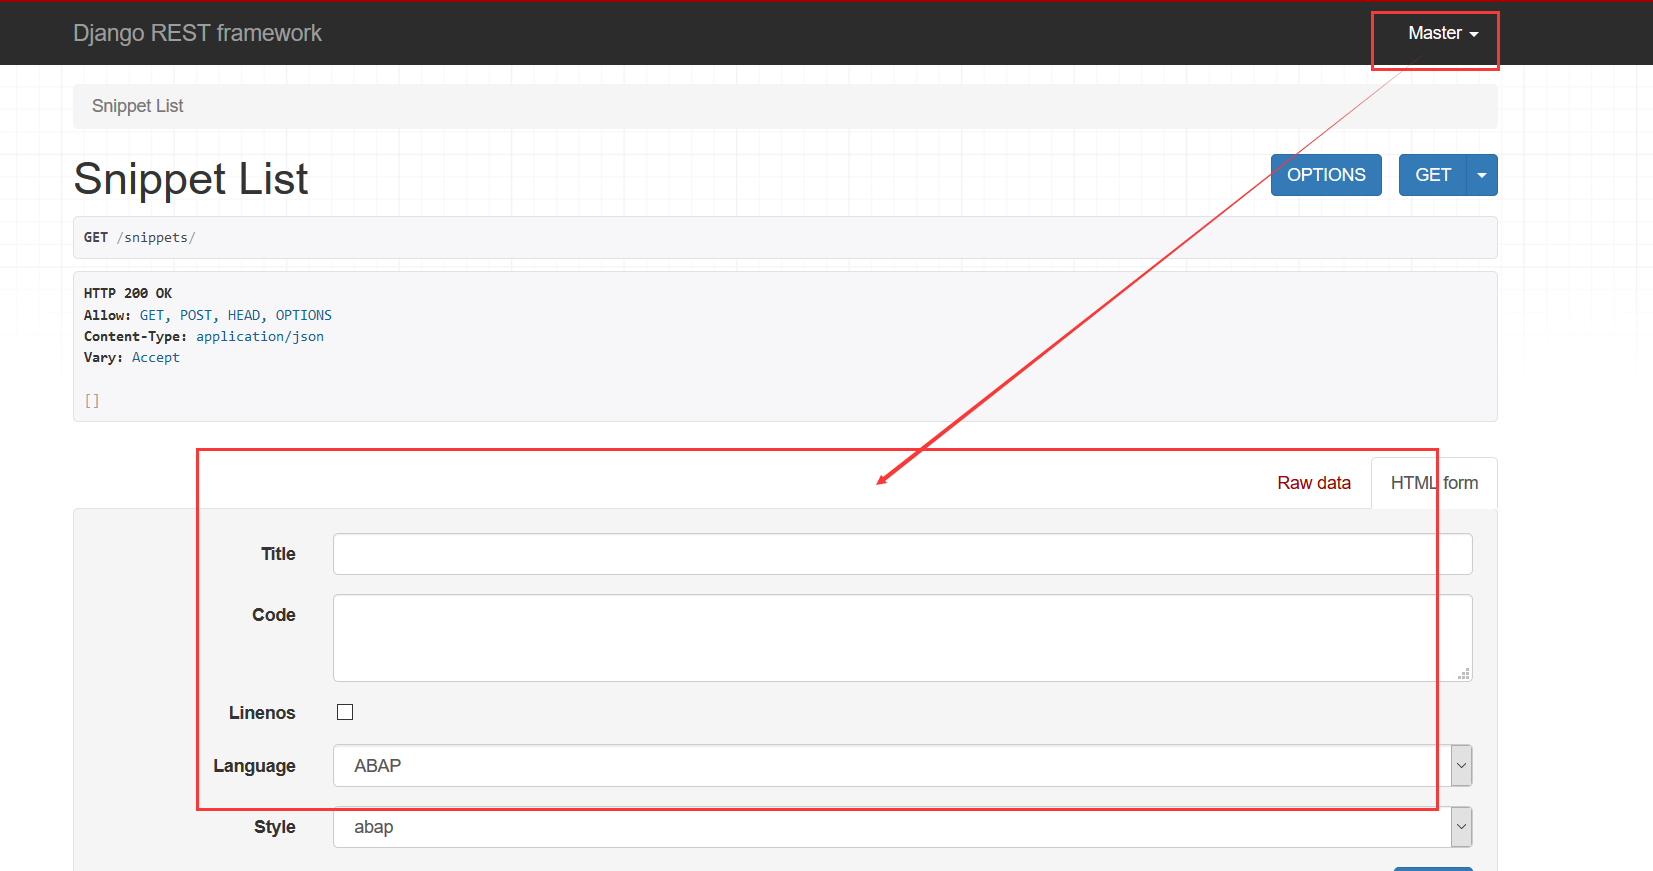 Django REST framework
Master
Snippet List
Snippet List
OPTIONS
GET
GET /snippets/
HTTP 200 OK
Allow: GET, POST, HEAD, OPTIONS
Content-Type: application/json
Vary: Accept
[]
Raw data
HTML form
Title
Code
Linenos
Language
ABAP
Style
abap